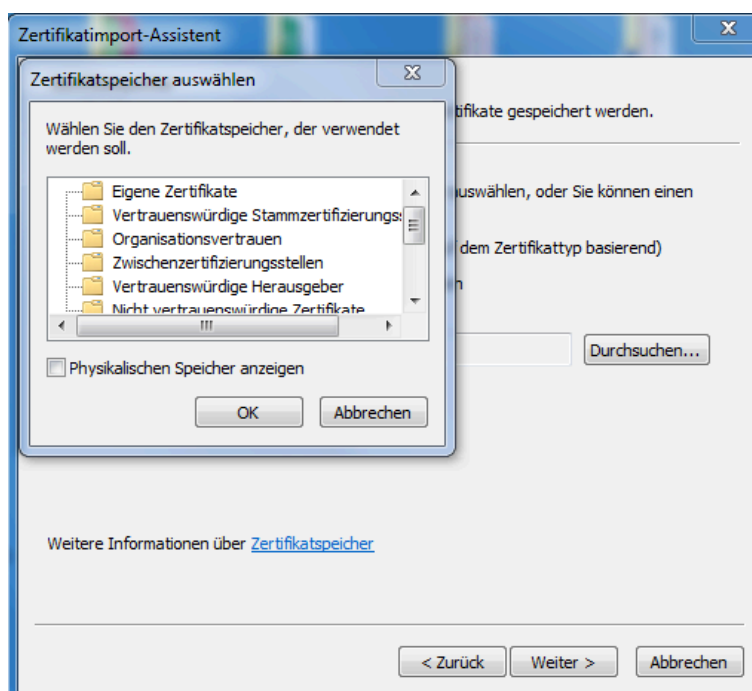 Zertifikatimport-Assistent
Zertifikatspeicher auswählen
Wählen Sie den Zertifikatspeicher, der verwendet
werden soll.
Eigene Zertifikate
Vertrauenswürdige Stammzertifizierungs
Organisationsvertrauen
Zwischenzertifizierungsstellen
Vertrauenswürdige Herausgeber
Nicht vertrauenswürdige Zertifikate
Physikalischen Speicher anzeigen
OK
Abbrechen
gespeichert werden.
auswählen, oder Sie können einen
dem Zertifikattyp basierend)
Durchsuchen...
Weitere Informationen über Zertifikatspeicher
< Zurück
Weiter >
Abbrechen